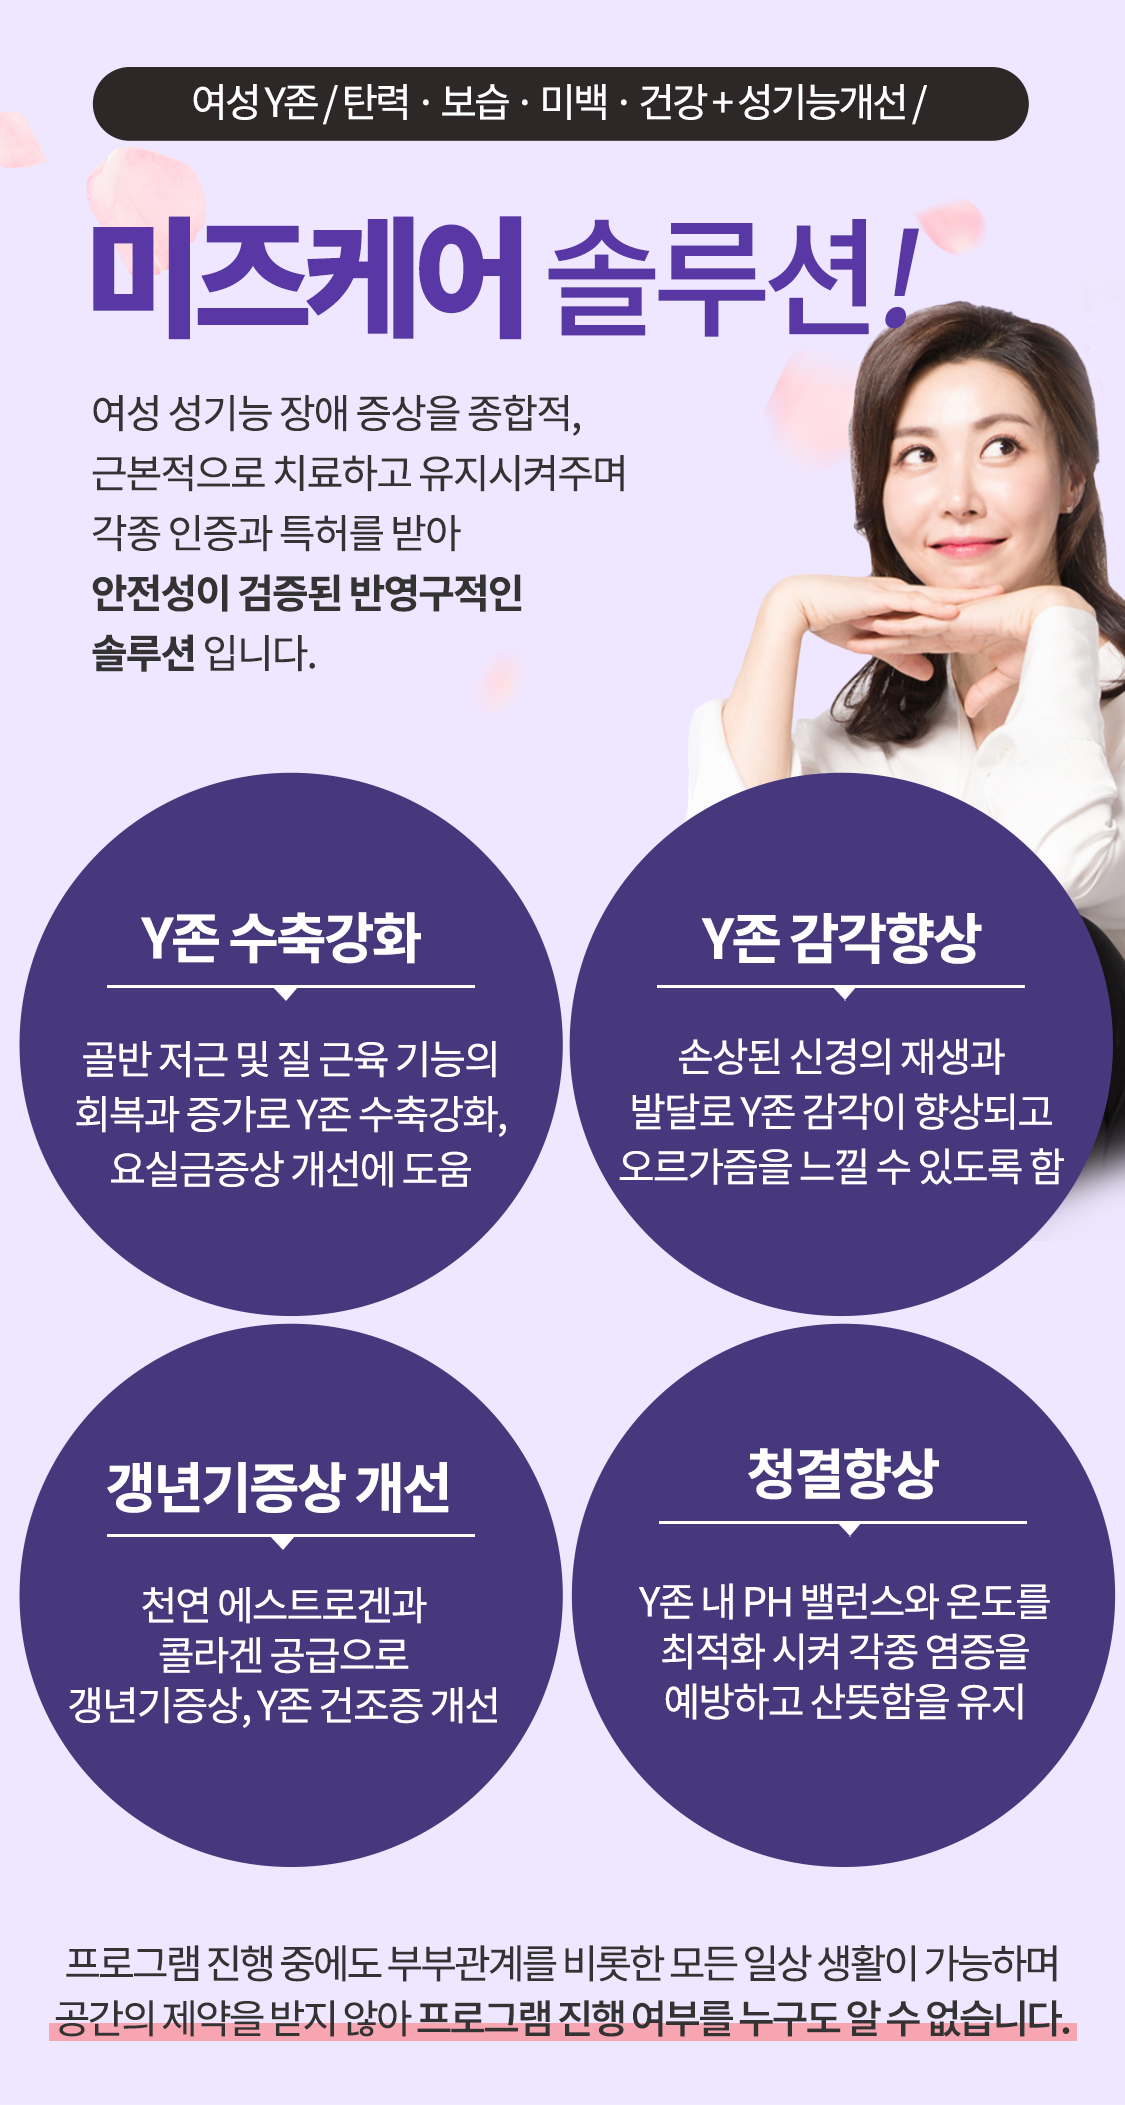 여성 Y존 / 탄력 · 보습 · 미백 · 건강 + 성기능개선 /
미즈케어 솔루션!
여성 성기능 장애 증상을 종합적,
근본적으로 치료하고 유지시켜주며
각종 인증과 특허를 받아
안전성이 검증된 반영구적인
솔루션 입니다.
Y존 수축강화
골반 저근 및 질 근육 기능의
회복과 증가로 Y존 수축강화,
요실금증상 개선에 도움
Y존 감각향상
손상된 신경의 재생과
발달로 Y존 감각이 향상되고
오르가즘을 느낄 수 있도록 함
갱년기증상 개선
천연 에스트로겐과
콜라겐 공급으로
갱년기증상, Y존 건조증 개선
청결향상
Y존 내 PH 밸런스와 온도를
최적화 시켜 각종 염증을
예방하고 산뜻함을 유지
프로그램 진행 중에도 부부관계를 비롯한 모든 일상 생활이 가능하며
공간의 제약을 받지 않아 프로그램 진행 여부를 누구도 알 수 없습니다.